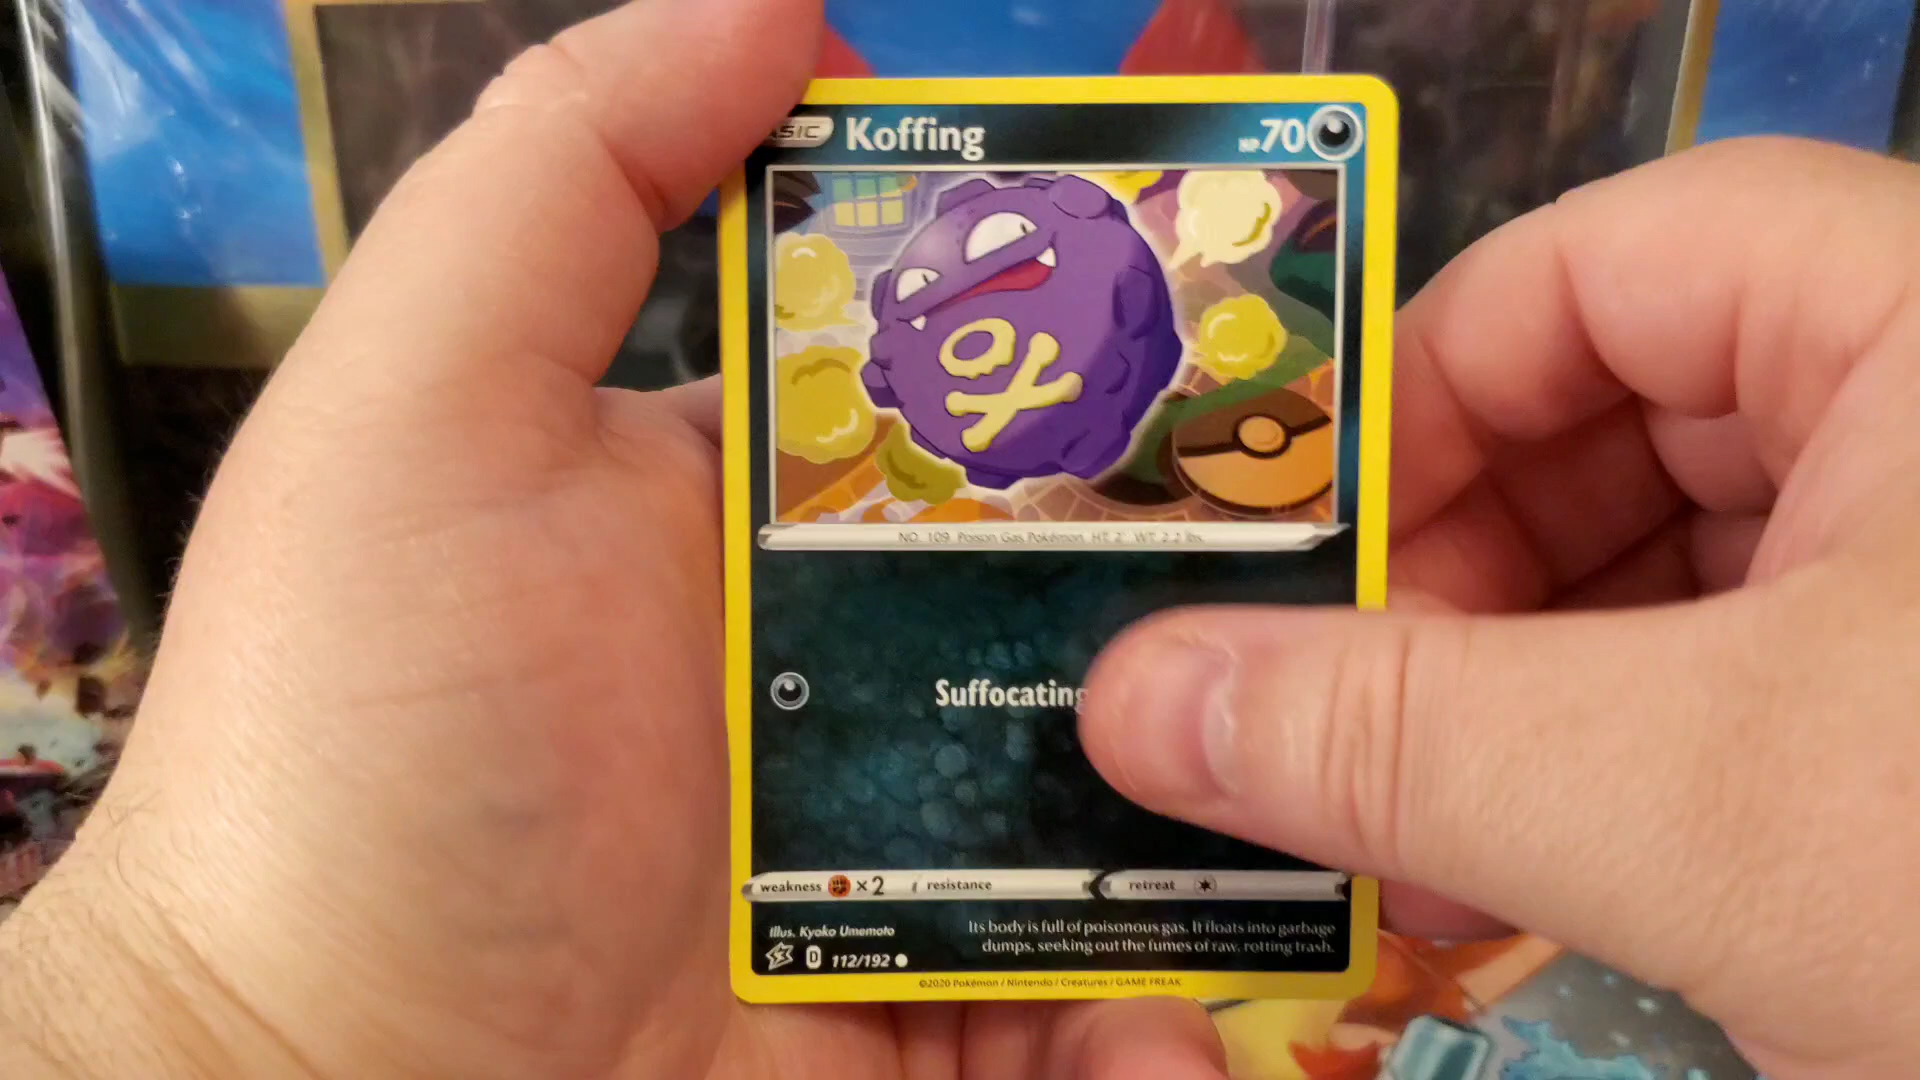 ASIC Koffing HP 70
NO. 109 Poison Gas Pokémon HT. 2' WT. 2.2 lbs.
Suffocating
weakness ×2 resistance retreat
Illus. Kyoko Umemoto
Its body is full of poisonous gas. It floats into garbage
dumps, seeking out the fumes of raw, rotting trash.
D 112/192
©2020 Pokémon / Nintendo / Creatures / GAME FREAK